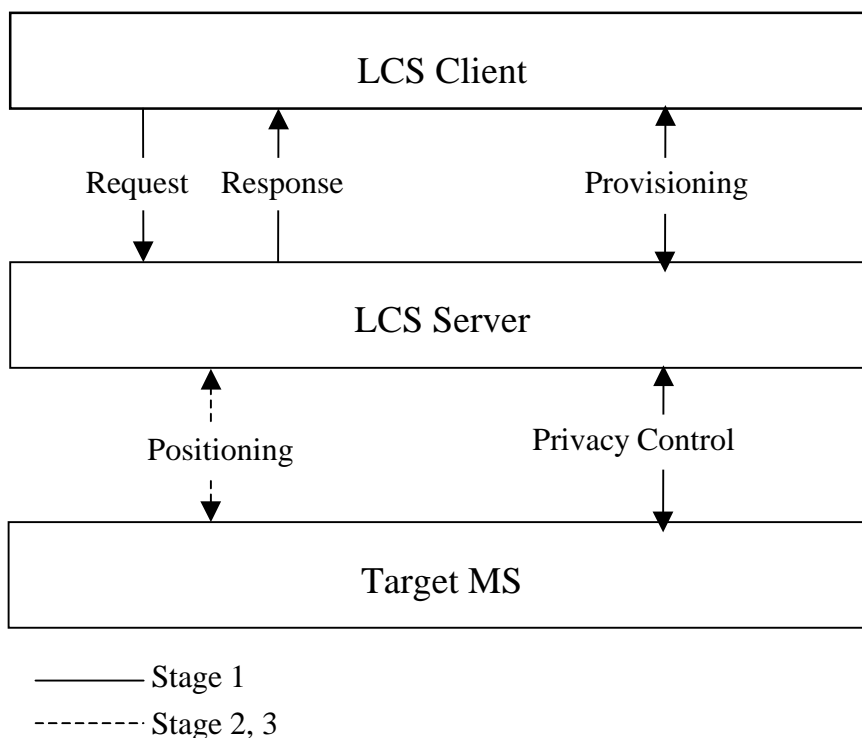 LCS Client
Request Response Provisioning
LCS Server
Positioning Privacy Control
Target MS
Stage 1
Stage 2, 3